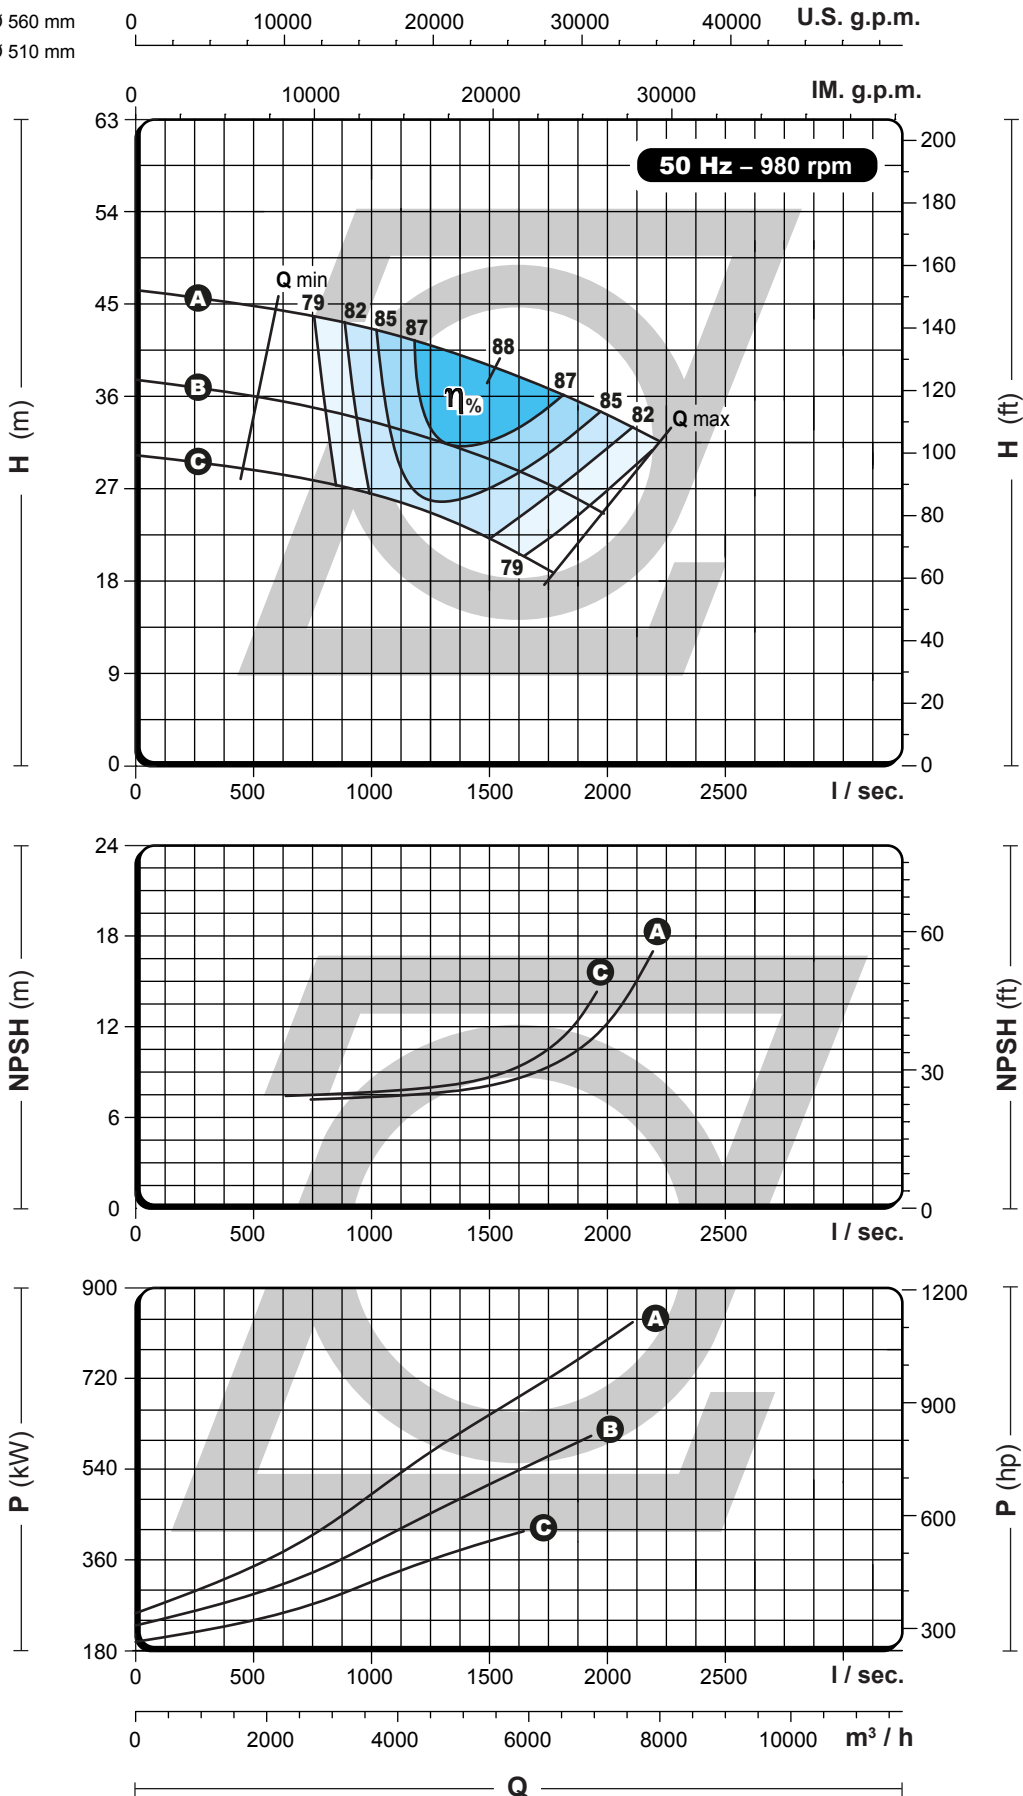 Ø 560 mm
Ø 510 mm
0 10000 20000 30000 40000 U.S. g.p.m.
0 10000 20000 30000 IM. g.p.m.
50 Hz – 980 rpm
H (m)
63
54
45
36
27
18
9
0
H (ft)
200
180
160
140
120
100
80
60
40
20
0
A
B
C
Q min
79
82
85
87
88
η%
87
85
82
Q max
79
0 500 1000 1500 2000 2500 l / sec.
NPSH (m)
24
18
12
6
0
NPSH (ft)
60
30
0
A
C
0 500 1000 1500 2000 2500 l / sec.
P (kW)
900
720
540
360
180
P (hp)
1200
900
600
300
A
B
C
0 500 1000 1500 2000 2500 l / sec.
0 2000 4000 6000 8000 10000 m³ / h
Q